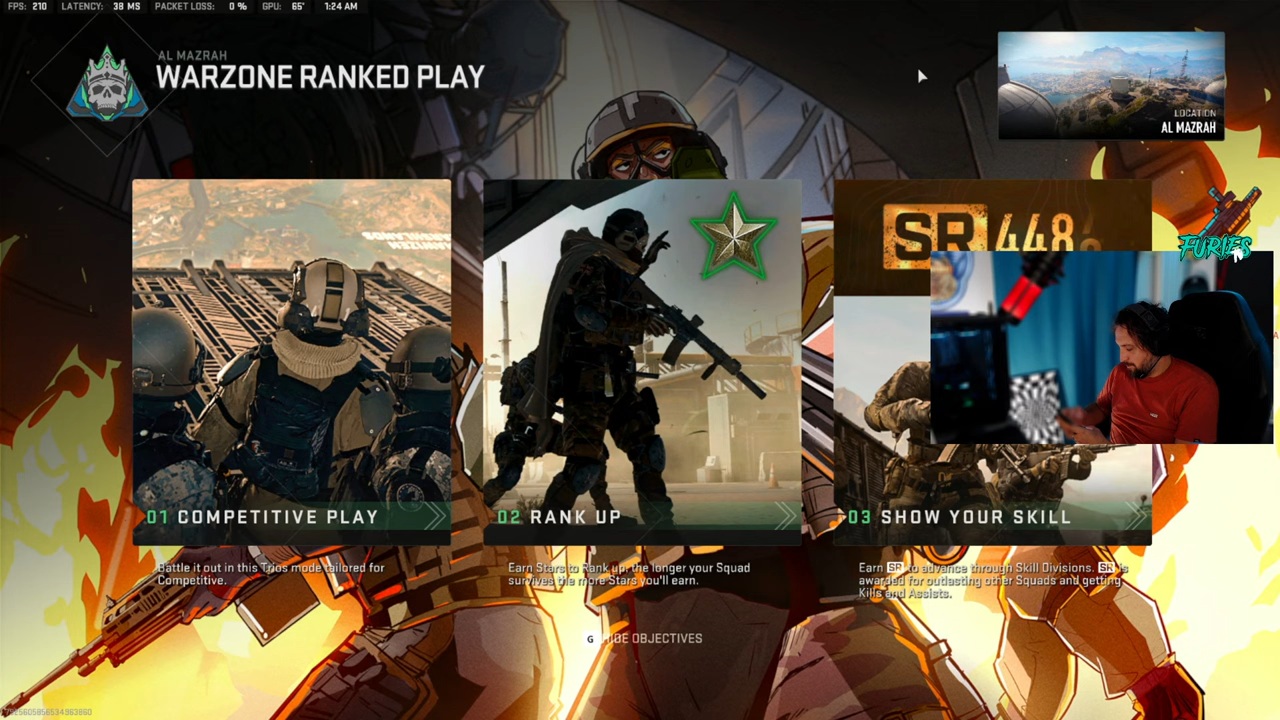 FPS: 210 LATENCY: 38 MS PACKET LOSS: 0 % GPU: 65° 1:24 AM
AL MAZRAH
WARZONE RANKED PLAY
LOCATION
AL MAZRAH
SR 448
FURIES
01 COMPETITIVE PLAY
02 RANK UP
03 SHOW YOUR SKILL
Battle it out in this Trios mode tailored for
Competitive.
Earn Stars to Rank up, the longer your Squad
survives the more Stars you'll earn.
Earn SR to advance through Skill Divisions. SR is
awarded for outlasting other Squads and getting
Kills and Assists.
G HIDE OBJECTIVES